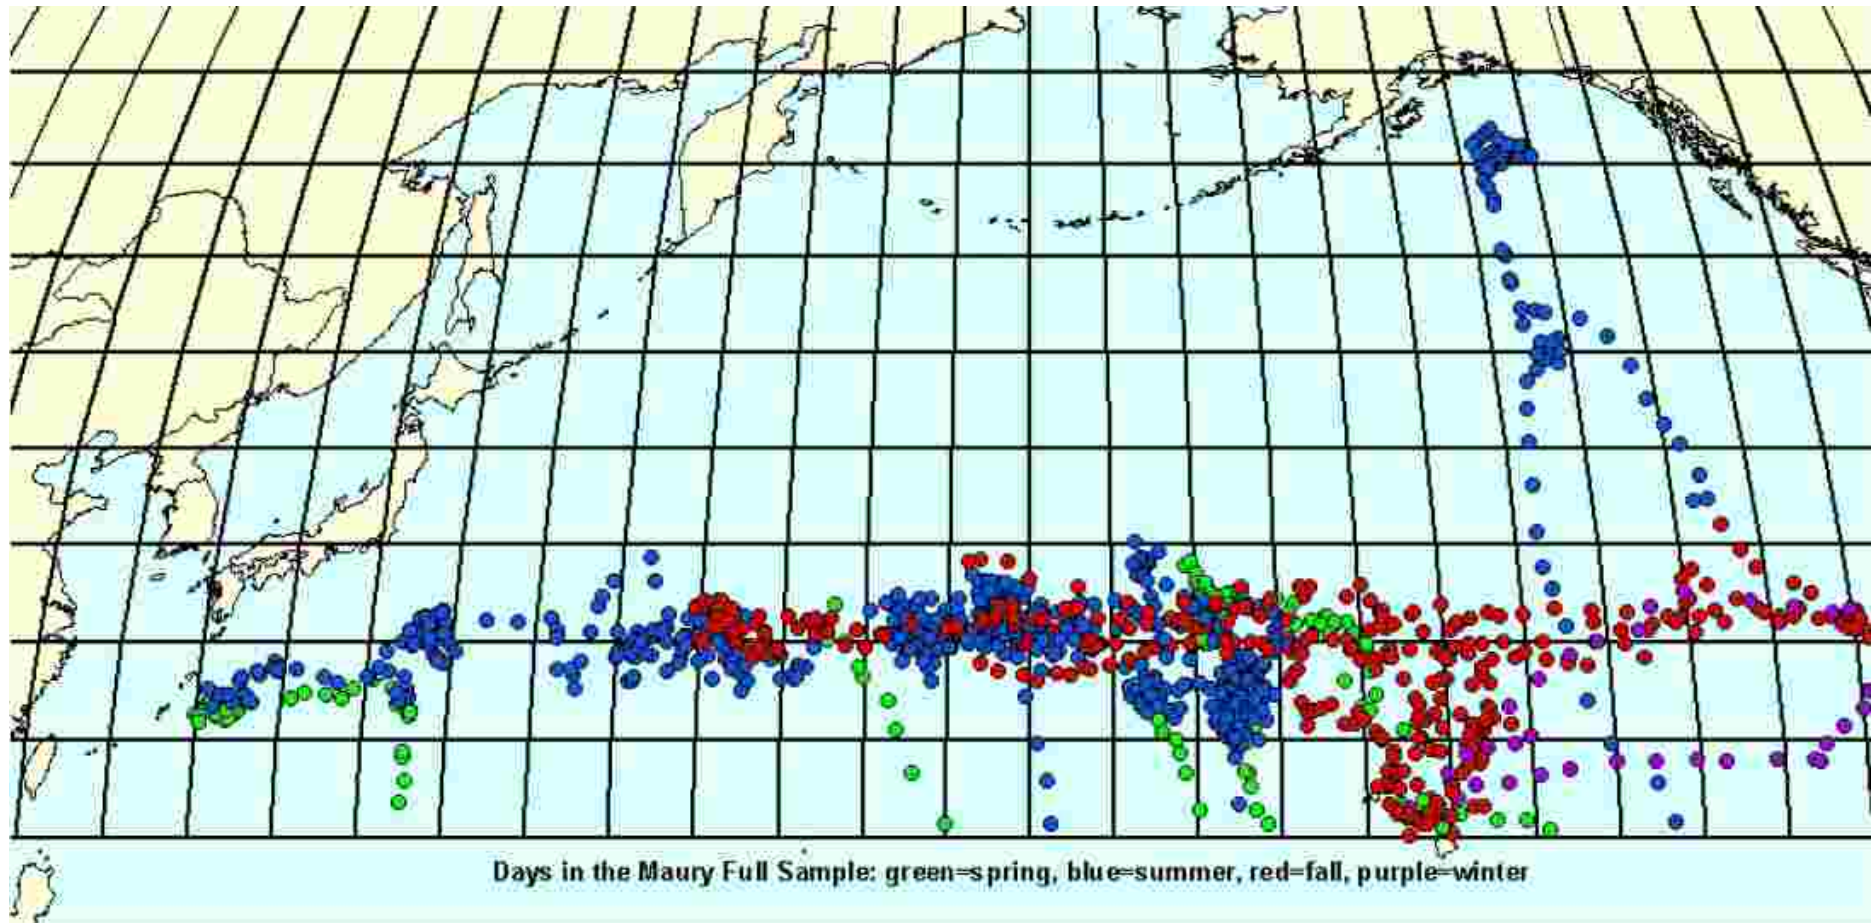 Days in the Maury Full Sample: green=spring, blue=summer, red=fall, purple=winter